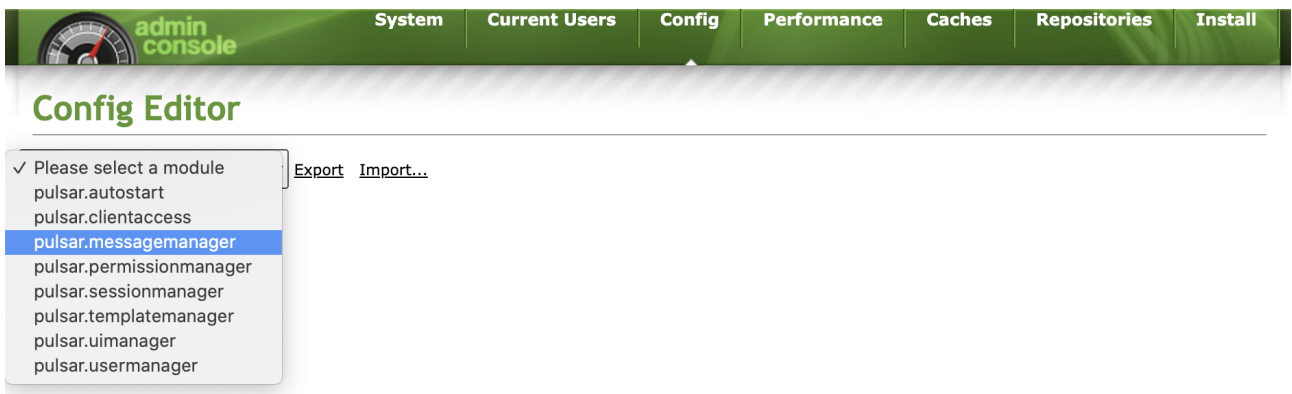 admin
console
System Current Users Config Performance Caches Repositories Install
Config Editor
✓ Please select a module
Export Import...
pulsar.autostart
pulsar.clientaccess
pulsar.messagemanager
pulsar.permissionmanager
pulsar.sessionmanager
pulsar.templatemanager
pulsar.uimanager
pulsar.usermanager